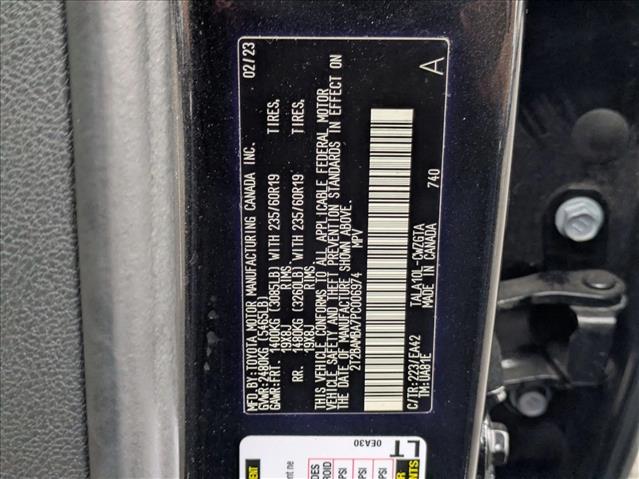 MFD.BY:TOYOTA MOTOR MANUFACTURING CANADA INC. 02/23
GVWR:2480KG (5465LB)
GAWR:FRT. 1400KG (3085LB) WITH 235/60R19 TIRES,
19X8J RIMS
RR. 1480KG (3260LB) WITH 235/60R19 TIRES,
19X8J RIMS
THIS VEHICLE CONFORMS TO ALL APPLICABLE FEDERAL MOTOR
VEHICLE SAFETY AND THEFT PREVENTION STANDARDS IN EFFECT ON
THE DATE OF MANUFACTURE SHOWN ABOVE.
2T2BAMBA7PC006974 MPV
C/TR:223/EA42 TALA10L-CWZGTA
TM:UA81E MADE IN CANADA
740 A
LT
0EA30